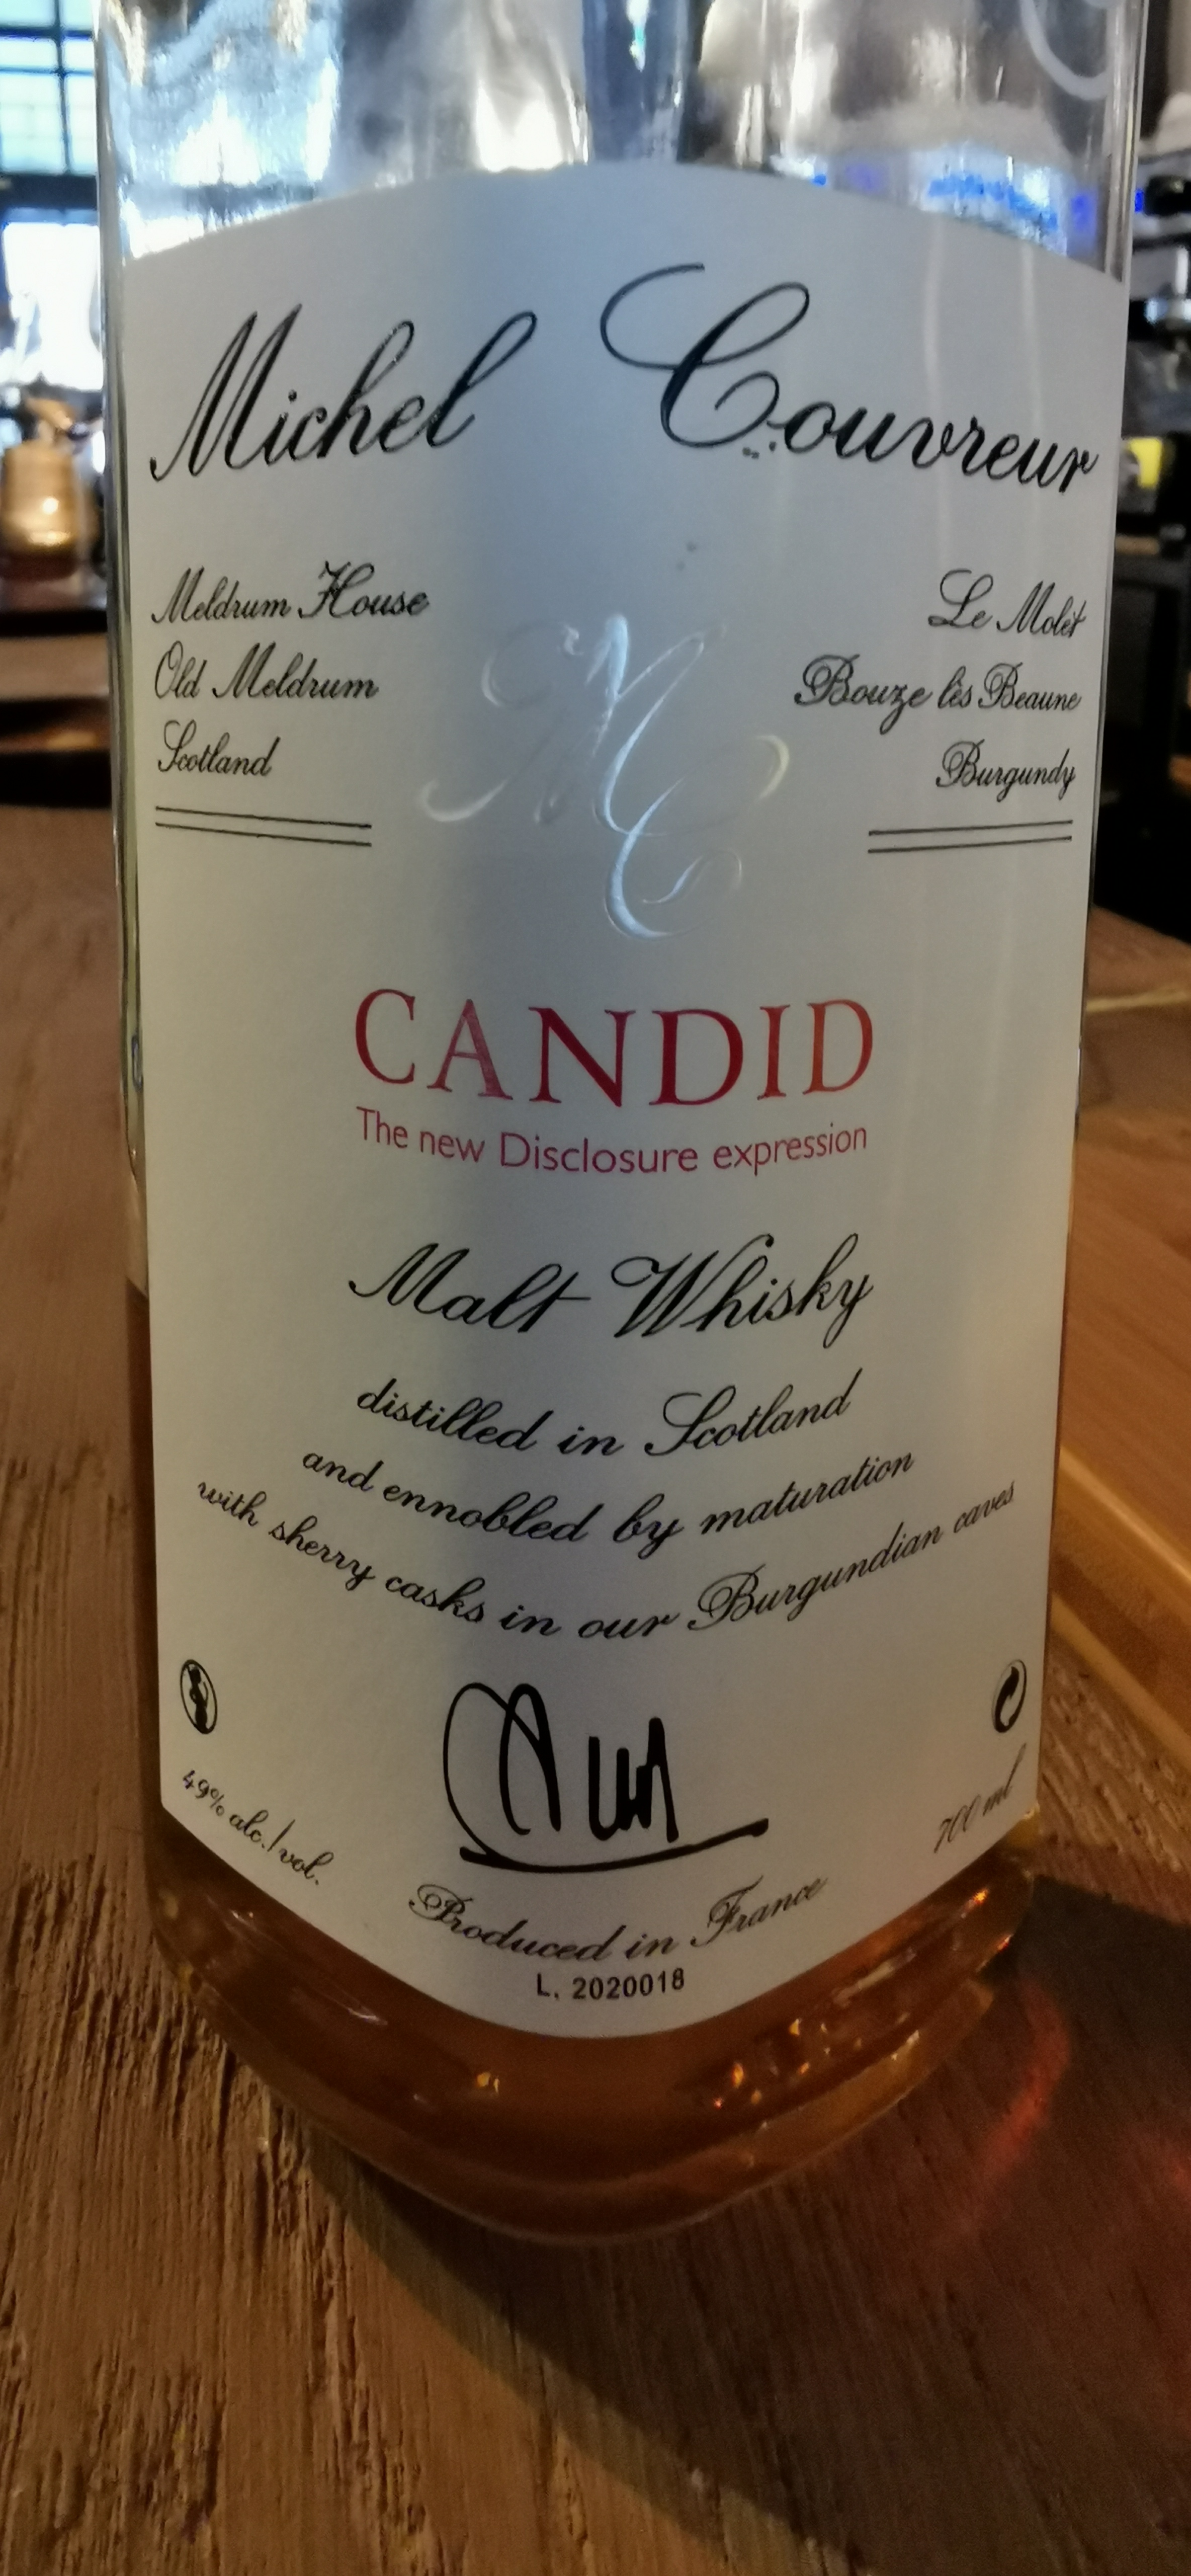 Michel Couvreur
Meldrum House
Old Meldrum
Scotland
Le Molet
Bouze lès Beaune
Burgundy
MC
CANDID
The new Disclosure expression
Malt Whisky
distilled in Scotland
and ennobled by maturation
with sherry casks in our Burgundian caves
49% alc./vol.
700 ml
Produced in France
L. 2020018